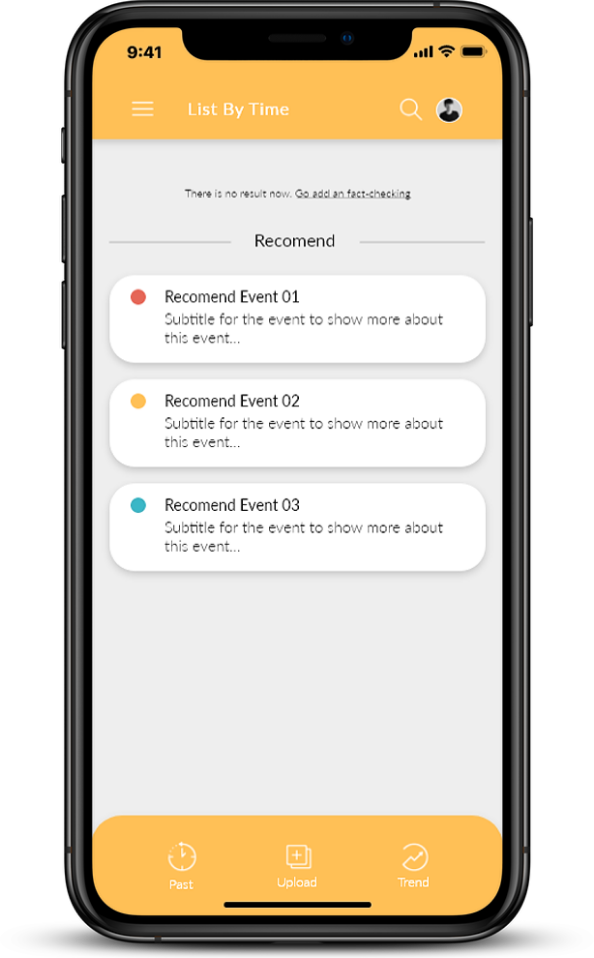 9:41
List By Time
There is no result now. Go add an fact-checking
Recomend
Recomend Event 01
Subtitle for the event to show more about
this event...
Recomend Event 02
Subtitle for the event to show more about
this event...
Recomend Event 03
Subtitle for the event to show more about
this event...
Past
Upload
Trend